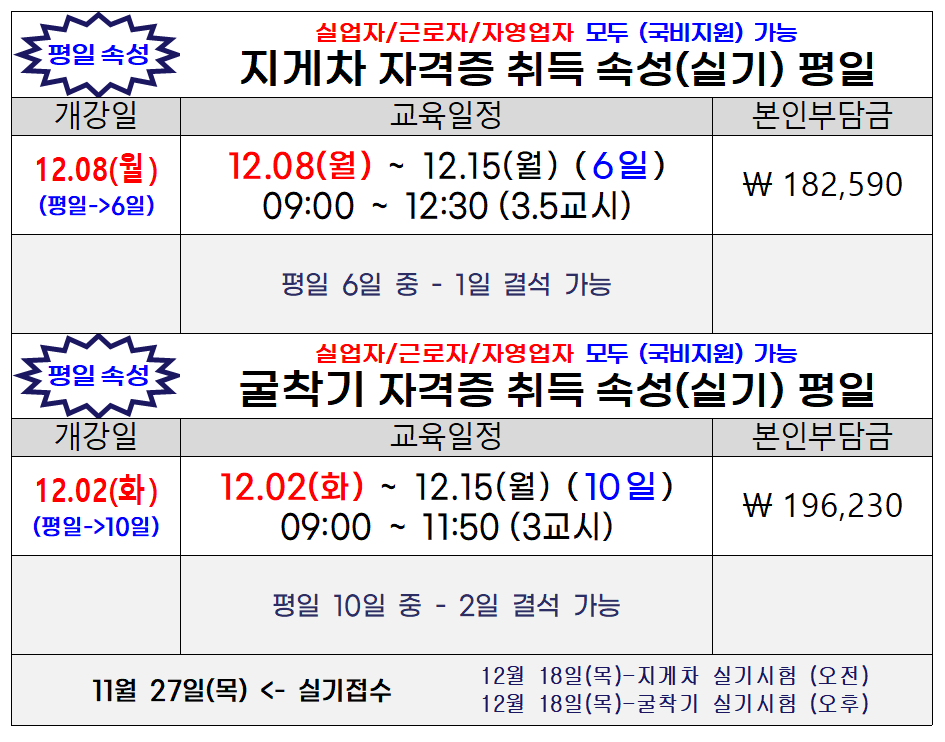 평일 속성
실업자/근로자/자영업자 모두 (국비지원) 가능
지게차 자격증 취득 속성(실기) 평일
개강일 교육일정 본인부담금
12.08(월) 12.08(월) ~ 12.15(월) (6일) ₩ 182,590
(평일->6일) 09:00 ~ 12:30 (3.5교시)
평일 6일 중 - 1일 결석 가능
평일 속성
실업자/근로자/자영업자 모두 (국비지원) 가능
굴착기 자격증 취득 속성(실기) 평일
개강일 교육일정 본인부담금
12.02(화) 12.02(화) ~ 12.15(월) (10일) ₩ 196,230
(평일->10일) 09:00 ~ 11:50 (3교시)
평일 10일 중 - 2일 결석 가능
11월 27일(목) <- 실기접수
12월 18일(목)-지게차 실기시험 (오전)
12월 18일(목)-굴착기 실기시험 (오후)